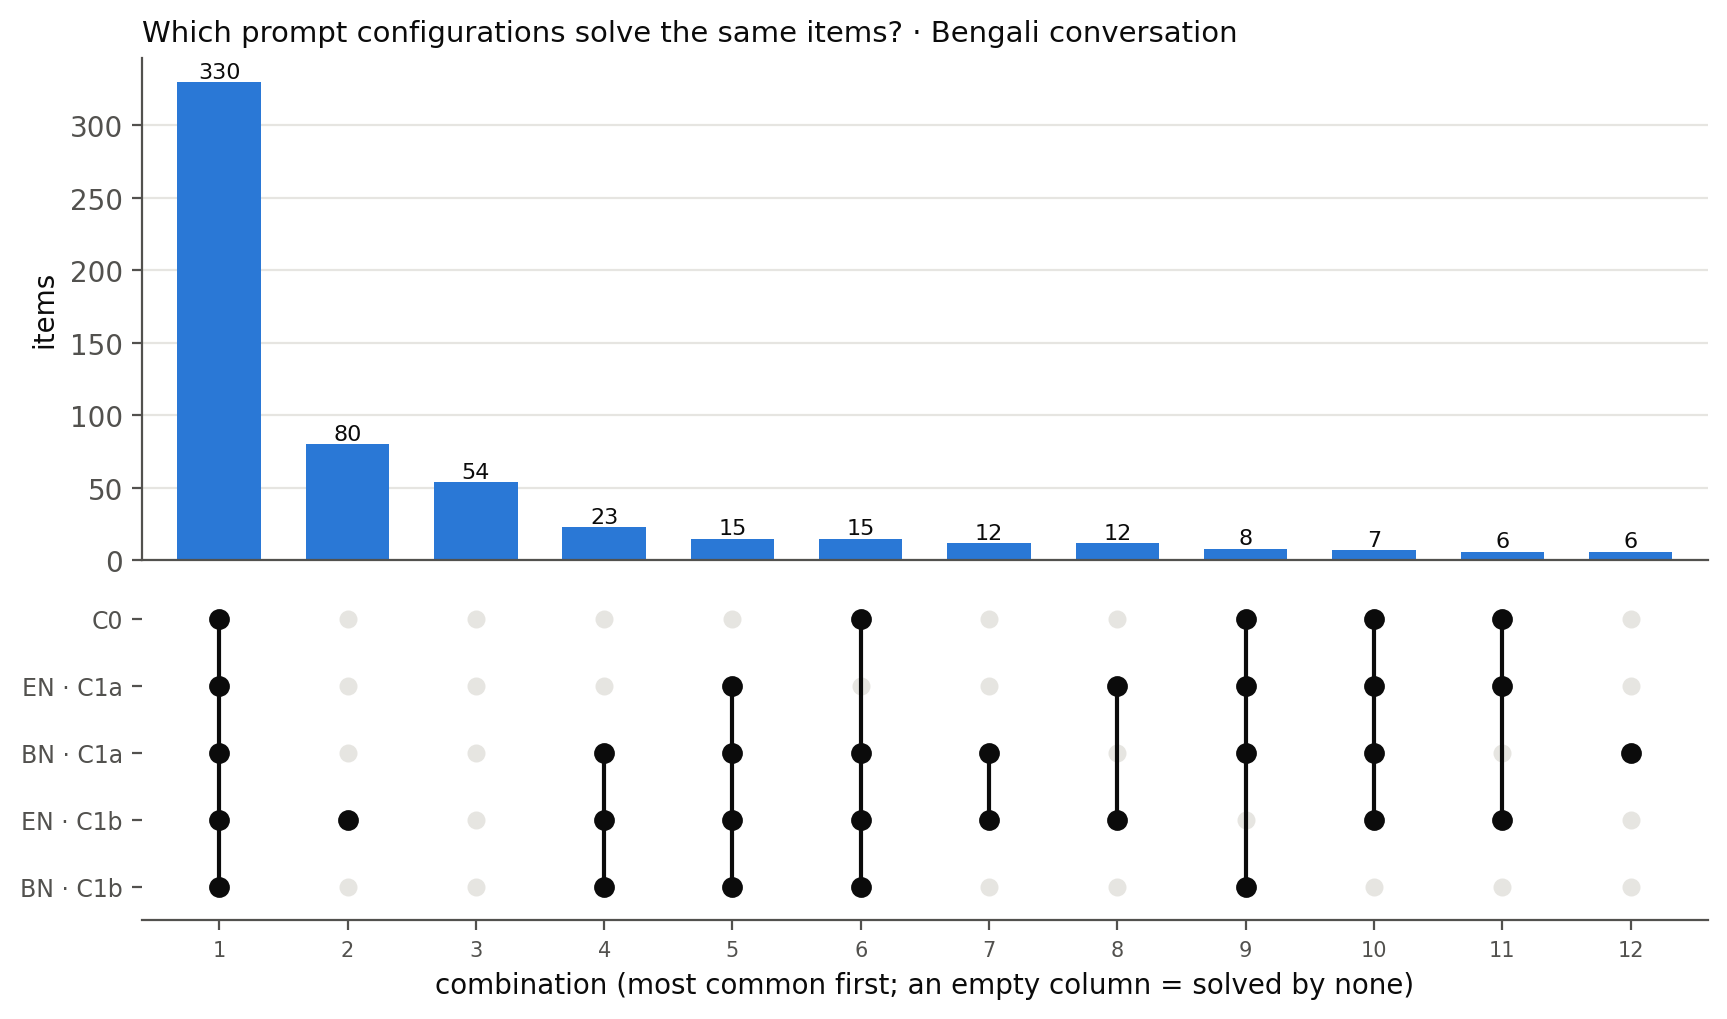 Which prompt configurations solve the same items? · Bengali conversation
330
80
54
23
15
15
12
12
8
7
6
6
300
250
200
150
100
50
0
items
C0
EN · C1a
BN · C1a
EN · C1b
BN · C1b
1 2 3 4 5 6 7 8 9 10 11 12
combination (most common first; an empty column = solved by none)